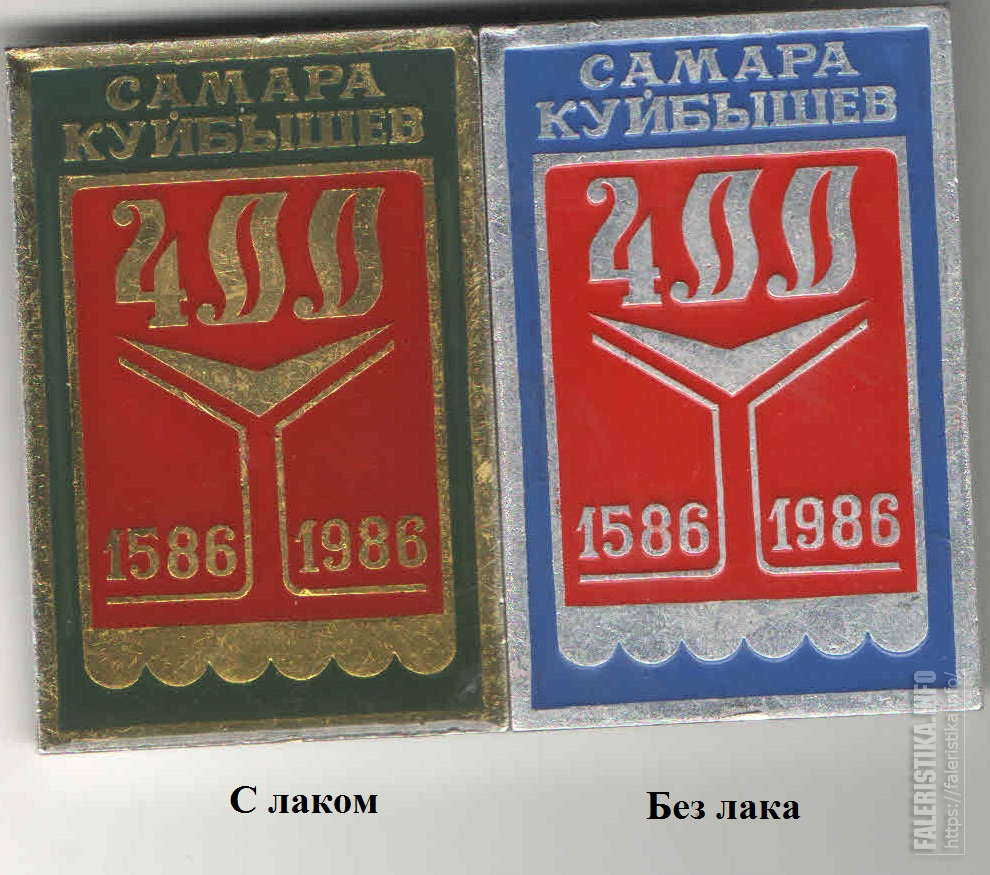 САМАРА
КУЙБЫШЕВ
400
1586 1986
САМАРА
КУЙБЫШЕВ
400
1586 1986
С лаком
Без лака
FALERISTIKA.INFO
https://faleristika.info/